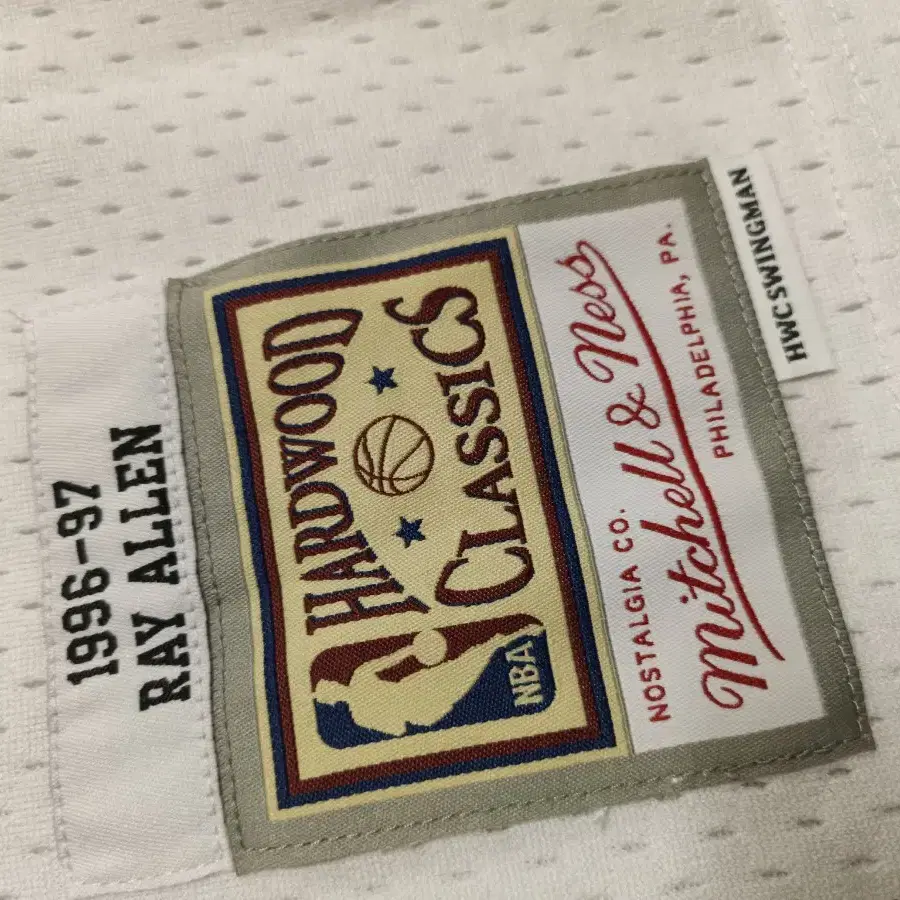 HARDWOOD
CLASSICS
NBA
NOSTALGIA CO.
Mitchell & Ness
PHILADELPHIA, PA.
HWCSWINGMAN
1996-97
RAY ALLEN